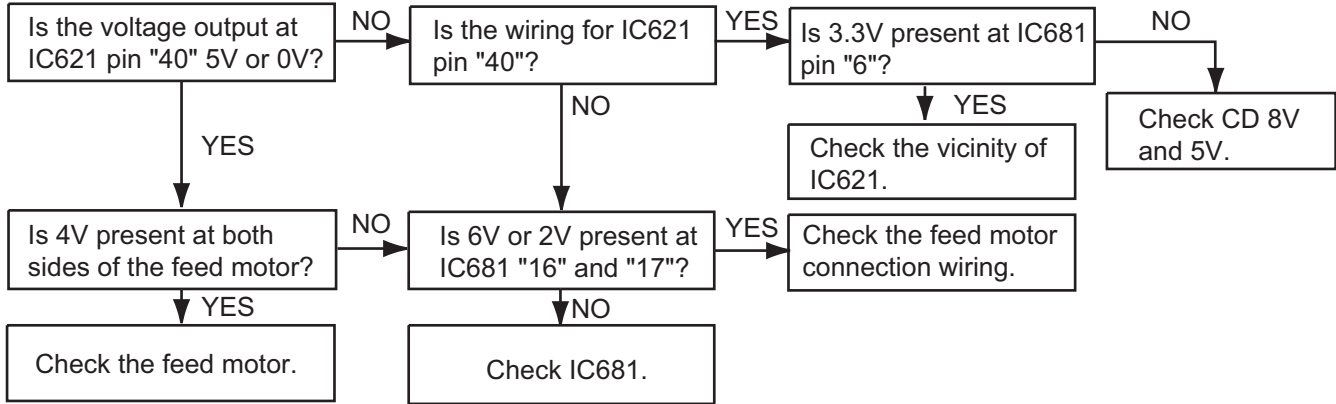 Is the voltage output at
IC621 pin "40" 5V or 0V?
NO
Is the wiring for IC621
pin "40"?
YES
Is 3.3V present at IC681
pin "6"?
NO
YES
NO
YES
Check the vicinity of
IC621.
Check CD 8V
and 5V.
Is 4V present at both
sides of the feed motor?
NO
Is 6V or 2V present at
IC681 "16" and "17"?
YES
Check the feed motor
connection wiring.
YES
NO
Check the feed motor.
Check IC681.